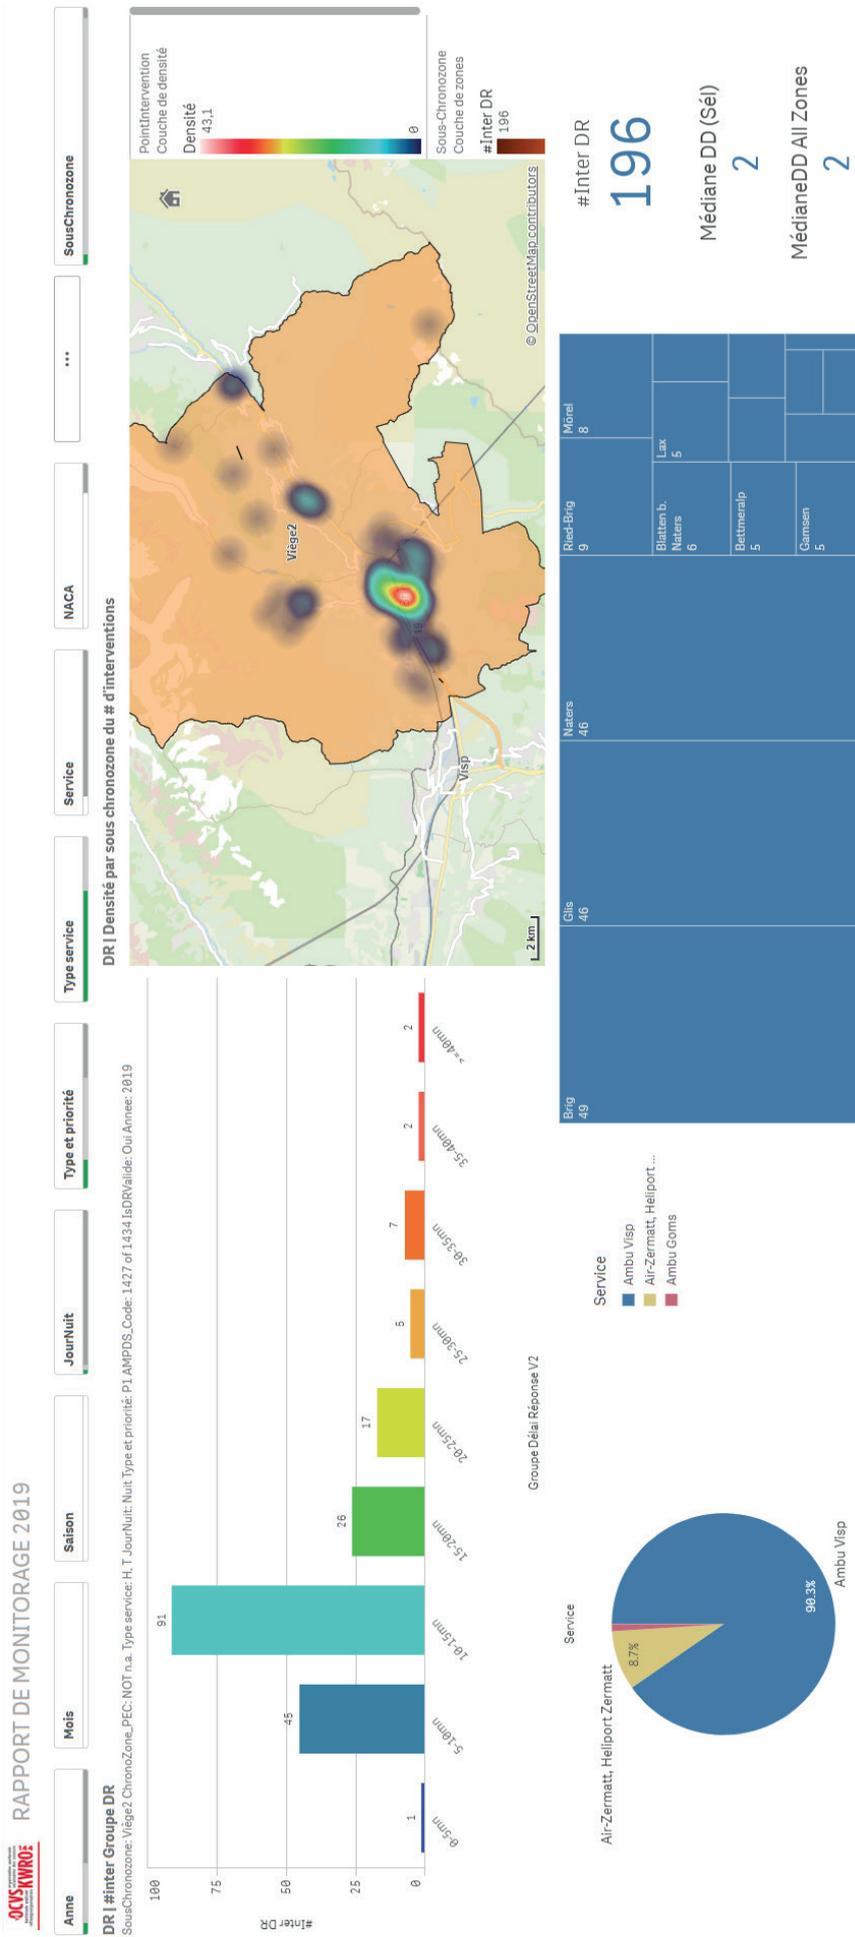 OCVS
KWRO
RAPPORT DE MONITORAGE 2019
Anne
Mois
Saison
JourNuit
Type et priorité
Type service
Service
NACA
...
SousChronozone
DR | #inter Groupe DR
SousChronozone: Viège2 ChronoZone_PEC: NOT n.a. Type service: H, T JourNuit: Nuit Type et priorité: P1 AMPDS_Code: 1427 of 1434 IsDRValide: Oui Annee: 2019
#Inter DR
100
75
50
25
0
1
45
91
26
17
5
7
2
2
0-5mn
5-10mn
10-15mn
15-20mn
20-25mn
25-30mn
30-35mn
35-40mn
>=40mn
Groupe Délai Réponse V2
DR | Densité par sous chronozone du # d'interventions
Viège2
Visp
19
2 km
© OpenStreetMap contributors
PointIntervention
Couche de densité
Densité
43,1
0
Sous-Chronozone
Couche de zones
#Inter DR
196
Service
Air-Zermatt, Heliport Zermatt
8.7%
90.3%
Ambu Visp
Service
Ambu Visp
Air-Zermatt, Heliport ...
Ambu Goms
Brig
49
Glis
46
Naters
46
Ried-Brig
9
Mörel
8
Blatten b.
Naters
6
Lax
5
Bettmeralp
5
Gamsen
5
#Inter DR
196
Médiane DD (Sél)
2
MédianeDD All Zones
2